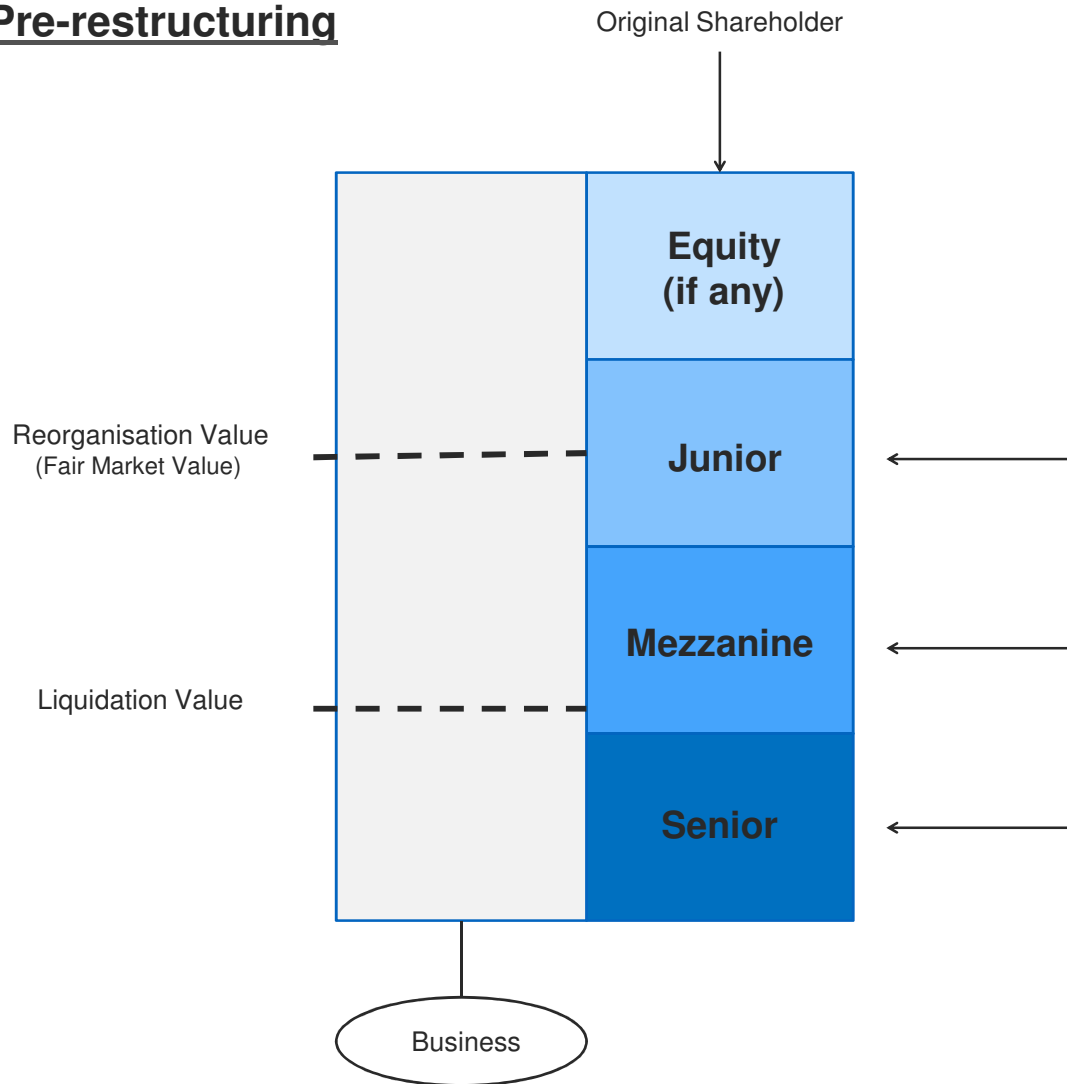 Pre-restructuring
Original Shareholder
Equity
(if any)
Reorganisation Value
(Fair Market Value)
Junior
Mezzanine
Liquidation Value
Senior
Business